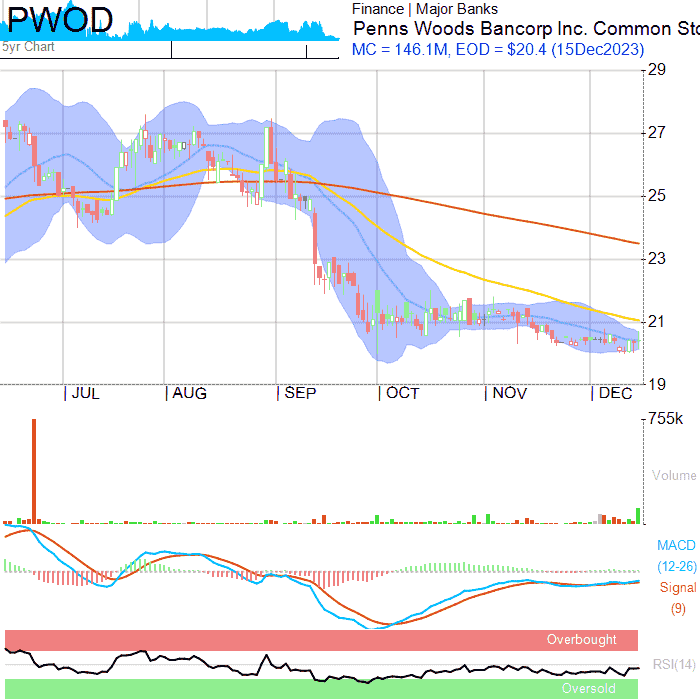 PWOD
5yr Chart
Finance | Major Banks
Penns Woods Bancorp Inc. Common Sto
MC = 146.1M, EOD = $20.4 (15Dec2023)
29
27
25
23
21
19
JUL AUG SEP OCT NOV DEC
755k
Volume
MACD
(12-26)
Signal
(9)
Overbought
RSI(14)
Oversold